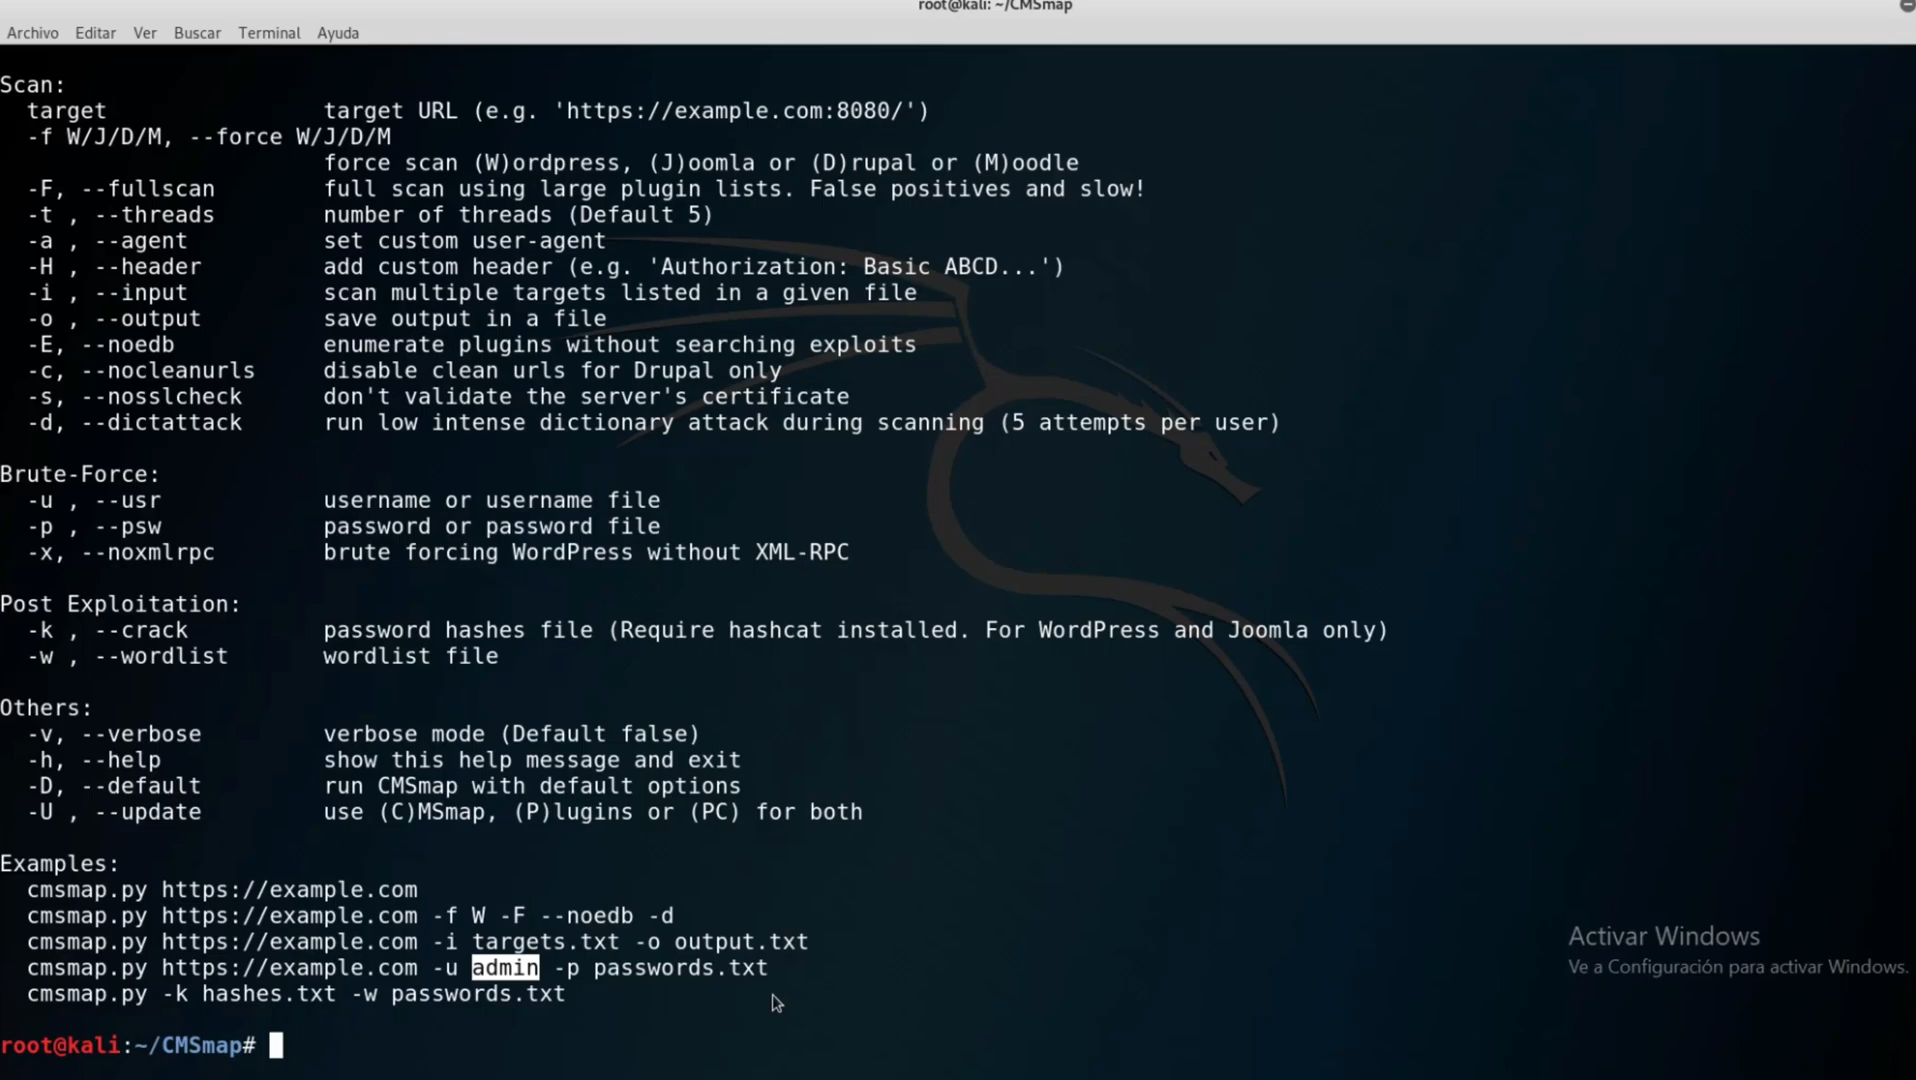 root@kali: ~/CMSmap
Archivo Editar Ver Buscar Terminal Ayuda
Scan:
target target URL (e.g. 'https://example.com:8080/')
-f W/J/D/M, --force W/J/D/M
force scan (W)ordpress, (J)oomla or (D)rupal or (M)oodle
-F, --fullscan full scan using large plugin lists. False positives and slow!
-t , --threads number of threads (Default 5)
-a , --agent set custom user-agent
-H , --header add custom header (e.g. 'Authorization: Basic ABCD...')
-i , --input scan multiple targets listed in a given file
-o , --output save output in a file
-E, --noedb enumerate plugins without searching exploits
-c, --nocleanurls disable clean urls for Drupal only
-s, --nosslcheck don't validate the server's certificate
-d, --dictattack run low intense dictionary attack during scanning (5 attempts per user)
Brute-Force:
-u , --usr username or username file
-p , --psw password or password file
-x, --noxmlrpc brute forcing WordPress without XML-RPC
Post Exploitation:
-k , --crack password hashes file (Require hashcat installed. For WordPress and Joomla only)
-w , --wordlist wordlist file
Others:
-v, --verbose verbose mode (Default false)
-h, --help show this help message and exit
-D, --default run CMSmap with default options
-U , --update use (C)MSmap, (P)lugins or (PC) for both
Examples:
cmsmap.py https://example.com
cmsmap.py https://example.com -f W -F --noedb -d
cmsmap.py https://example.com -i targets.txt -o output.txt
cmsmap.py https://example.com -u admin -p passwords.txt
cmsmap.py -k hashes.txt -w passwords.txt
root@kali:~/CMSmap#
Activar Windows
Ve a Configuración para activar Windows.